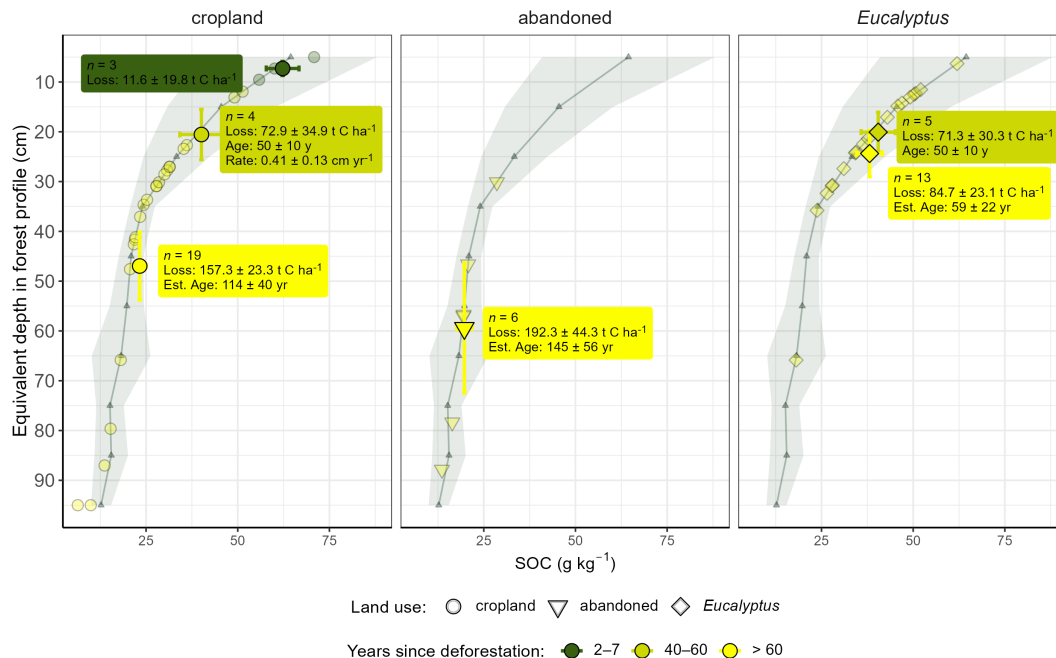 cropland
abandoned
Eucalyptus
Equivalent depth in forest profile (cm)
10
20
30
40
50
60
70
80
90
n = 3
Loss: 11.6 ± 19.8 t C ha⁻¹
n = 4
Loss: 72.9 ± 34.9 t C ha⁻¹
Age: 50 ± 10 y
Rate: 0.41 ± 0.13 cm yr⁻¹
n = 19
Loss: 157.3 ± 23.3 t C ha⁻¹
Est. Age: 114 ± 40 yr
n = 6
Loss: 192.3 ± 44.3 t C ha⁻¹
Est. Age: 145 ± 56 yr
n = 5
Loss: 71.3 ± 30.3 t C ha⁻¹
Age: 50 ± 10 y
n = 13
Loss: 84.7 ± 23.1 t C ha⁻¹
Est. Age: 59 ± 22 yr
25 50 75
25 50 75
25 50 75
SOC (g kg⁻¹)
Land use: cropland abandoned Eucalyptus
Years since deforestation: 2–7 40–60 > 60